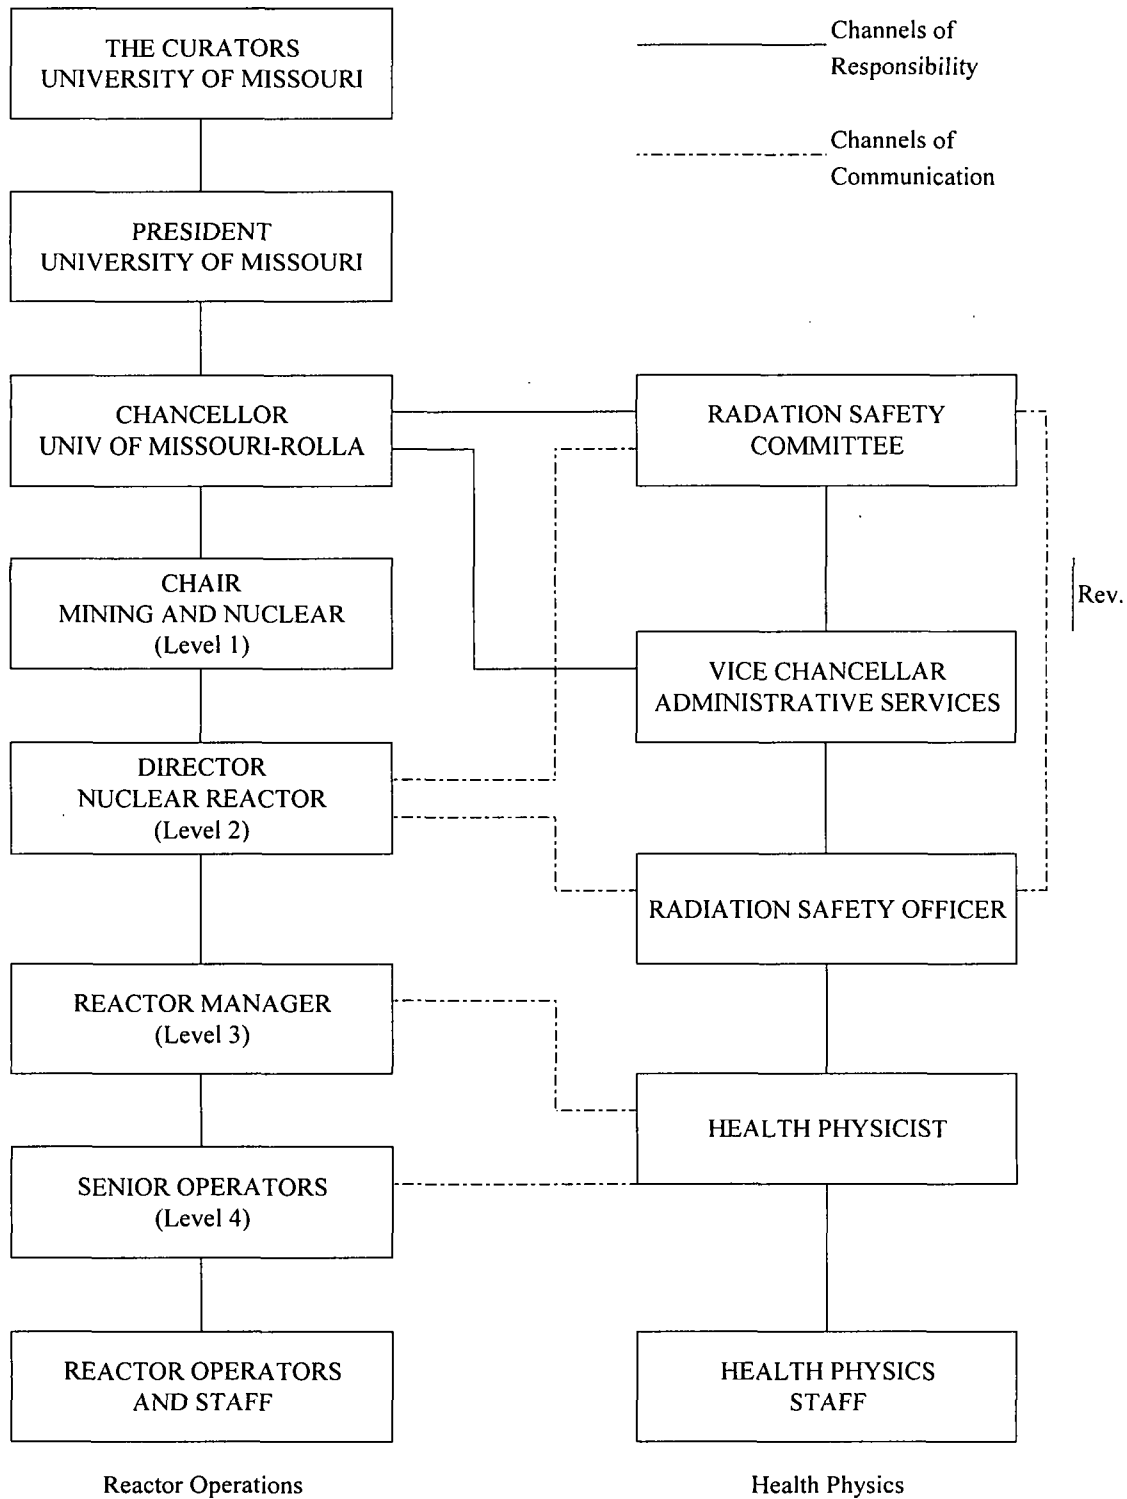 THE CURATORS
UNIVERSITY OF MISSOURI
Channels of
Responsibility
Channels of
Communication
PRESIDENT
UNIVERSITY OF MISSOURI
CHANCELLOR
UNIV OF MISSOURI-ROLLA
RADATION SAFETY
COMMITTEE
CHAIR
MINING AND NUCLEAR
(Level 1)
Rev.
VICE CHANCELLAR
ADMINISTRATIVE SERVICES
DIRECTOR
NUCLEAR REACTOR
(Level 2)
RADIATION SAFETY OFFICER
REACTOR MANAGER
(Level 3)
HEALTH PHYSICIST
SENIOR OPERATORS
(Level 4)
REACTOR OPERATORS
AND STAFF
HEALTH PHYSICS
STAFF
Reactor Operations
Health Physics